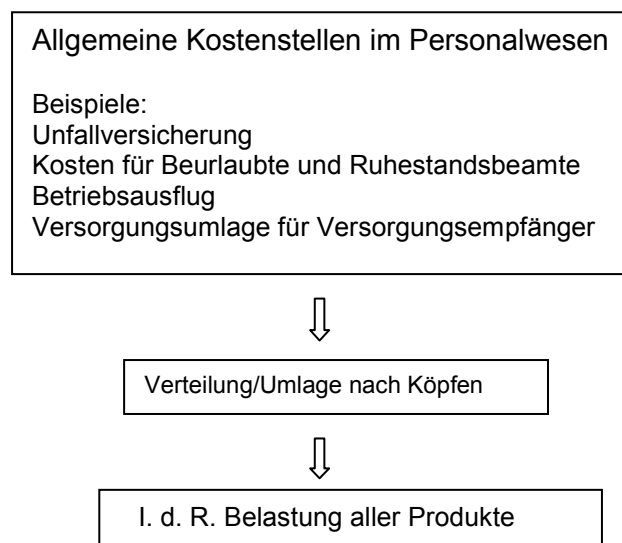 Allgemeine Kostenstellen im Personalwesen
Beispiele:
Unfallversicherung
Kosten für Beurlaubte und Ruhestandsbeamte
Betriebsausflug
Versorgungsumlage für Versorgungsempfänger
Verteilung/Umlage nach Köpfen
I. d. R. Belastung aller Produkte